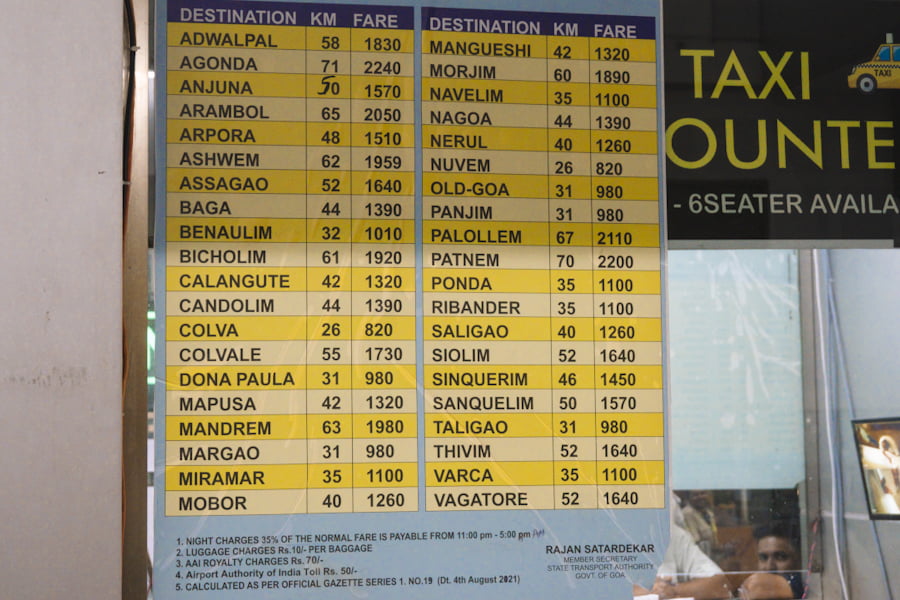 DESTINATION KM FARE
ADWALPAL 58 1830
AGONDA 71 2240
ANJUNA 50 1570
ARAMBOL 65 2050
ARPORA 48 1510
ASHWEM 62 1959
ASSAGAO 52 1640
BAGA 44 1390
BENAULIM 32 1010
BICHOLIM 61 1920
CALANGUTE 42 1320
CANDOLIM 44 1390
COLVA 26 820
COLVALE 55 1730
DONA PAULA 31 980
MAPUSA 42 1320
MANDREM 63 1980
MARGAO 31 980
MIRAMAR 35 1100
MOBOR 40 1260
DESTINATION KM FARE
MANGUESHI 42 1320
MORJIM 60 1890
NAVELIM 35 1100
NAGOA 44 1390
NERUL 40 1260
NUVEM 26 820
OLD-GOA 31 980
PANJIM 31 980
PALOLLEM 67 2110
PATNEM 70 2200
PONDA 35 1100
RIBANDER 35 1100
SALIGAO 40 1260
SIOLIM 52 1640
SINQUERIM 46 1450
SANQUELIM 50 1570
TALIGAO 31 980
THIVIM 52 1640
VARCA 35 1100
VAGATORE 52 1640
1. NIGHT CHARGES 35% OF THE NORMAL FARE IS PAYABLE FROM 11:00 pm - 5:00 pm AM
2. LUGGAGE CHARGES Rs.10/- PER BAGGAGE
3. AAI ROYALTY CHARGES Rs. 70/-
4. Airport Authority of India Toll Rs. 50/-
5. CALCULATED AS PER OFFICIAL GAZETTE SERIES 1. NO.19 (Dt. 4th August 2021)
RAJAN SATARDEKAR
MEMBER SECRETARY
STATE TRANSPORT AUTHORITY
GOVT. OF GOA
TAXI
OUNTE
- 6SEATER AVAILA
TAXI